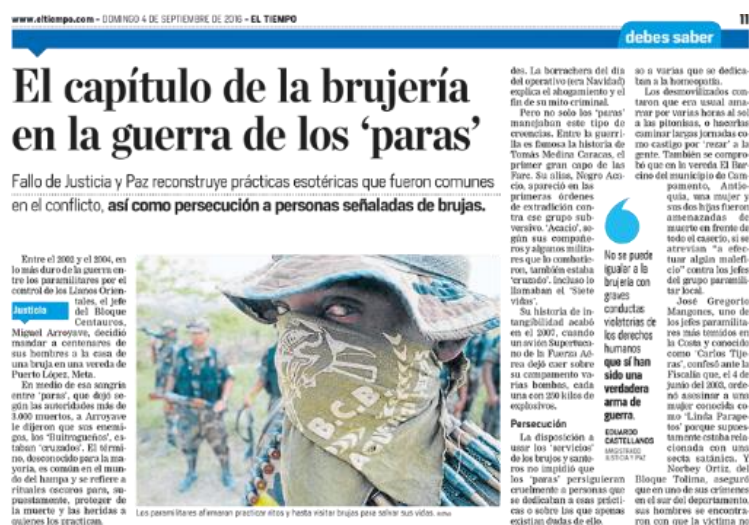 www.eltiempo.com - DOMINGO 4 DE SEPTIEMBRE DE 2016 - EL TIEMPO
11
debes saber
El capítulo de la brujería
en la guerra de los ‘paras’
Fallo de Justicia y Paz reconstruye prácticas esotéricas que fueron comunes
en el conflicto, así como persecución a personas señaladas de brujas.
Entre el 2002 y el 2004, en
lo más duro de la guerra en-
tre los paramilitares por el
control de los Llanos Orien-
Justicia
tales, el jefe
del Bloque
Centauros,
Miguel Arroyave, decidió
mandar a centenares de
sus hombres a la casa de
una bruja en una vereda de
Puerto López, Meta.
En medio de esa sangría
entre ‘paras’, que dejó se-
gún las autoridades más de
3.000 muertos, a Arroyave
le dijeron que sus enemi-
gos, los ‘Buitragueños’, es-
taban ‘cruzados’. El térmi-
no, desconocido para la ma-
yoría, es común en el mun-
do del hampa y se refiere a
rituales oscuros para, su-
puestamente, proteger de
la muerte y las heridas a
quienes los practican.
Los paramilitares afirmaron practicar ritos y hasta visitar brujas para salvar sus vidas.
des. La borrachera del día
del operativo (era Navidad)
explica el ahogamiento y el
fin de su mito criminal.
Pero no solo los ‘paras’
manejaban este tipo de
creencias. Entre la guerri-
lla es famosa la historia de
Tomás Medina Caracas, el
primer gran capo de las
Farc. Su alias, Negro Aca-
cio, apareció en las
primeras órdenes
de extradición con-
tra ese grupo sub-
versivo. ‘Acacio’, se-
gún sus compañe-
ros y algunos milita-
res que lo combatie-
ron, también estaba
‘cruzado’. Incluso lo
llamaban el ‘Siete
vidas’.
Su historia de in-
tangibilidad acabó
en el 2007, cuando
un avión Supertuca-
no de la Fuerza Aé-
rea dejó caer sobre
su campamento va-
rias bombas, cada
una con 250 kilos de
explosivos.
Persecución
La disposición a
usar los ‘servicios’
de los brujos y sante-
ros no impidió que
los ‘paras’ persiguieran
cruelmente a personas que
se dedicaban a esas prácti-
cas o sobre las que apenas
existían dudas de ello.
No se puede
igualar a la
brujería con
graves
conductas
violatorias de
los derechos
humanos
que sí han
sido una
verdadera
arma de
guerra.
EDUARDO
CASTELLANOS
MAGISTRADO
JUSTICIA Y PAZ
so a varias que se dedica-
ban a la homeopatía.
Los desmovilizados con-
taron que era usual ama-
rrar por varias horas al sol
a las pitonisas, o hacerlas
caminar largas jornadas co-
mo castigo por ‘rezar’ a la
gente. También se compro-
bó que en la vereda El Bar-
cino del municipio de Cam-
pamento, Antio-
quia, una mujer y
sus dos hijas fueron
amenazadas de
muerte en frente de
todo el caserío, si se
atrevían “a efec-
tuar algún malefi-
cio” contra los jefes
del grupo paramili-
tar local.
José Gregorio
Mangones, uno de
los jefes paramilita-
res más temidos en
la Costa y conocido
como ‘Carlos Tije-
ras’, confesó ante la
Fiscalía que, el 4 de
junio del 2003, orde-
nó asesinar a una
mujer conocida co-
mo ‘Linda Parape-
tos’ porque supues-
tamente estaba rela-
cionada con una
secta satánica. Y
Norbey Ortiz, del
Bloque Tolima, aseguró
que en uno de sus crímenes
en el sur del departamento,
sus hombres se encontra-
ron con que la víctima